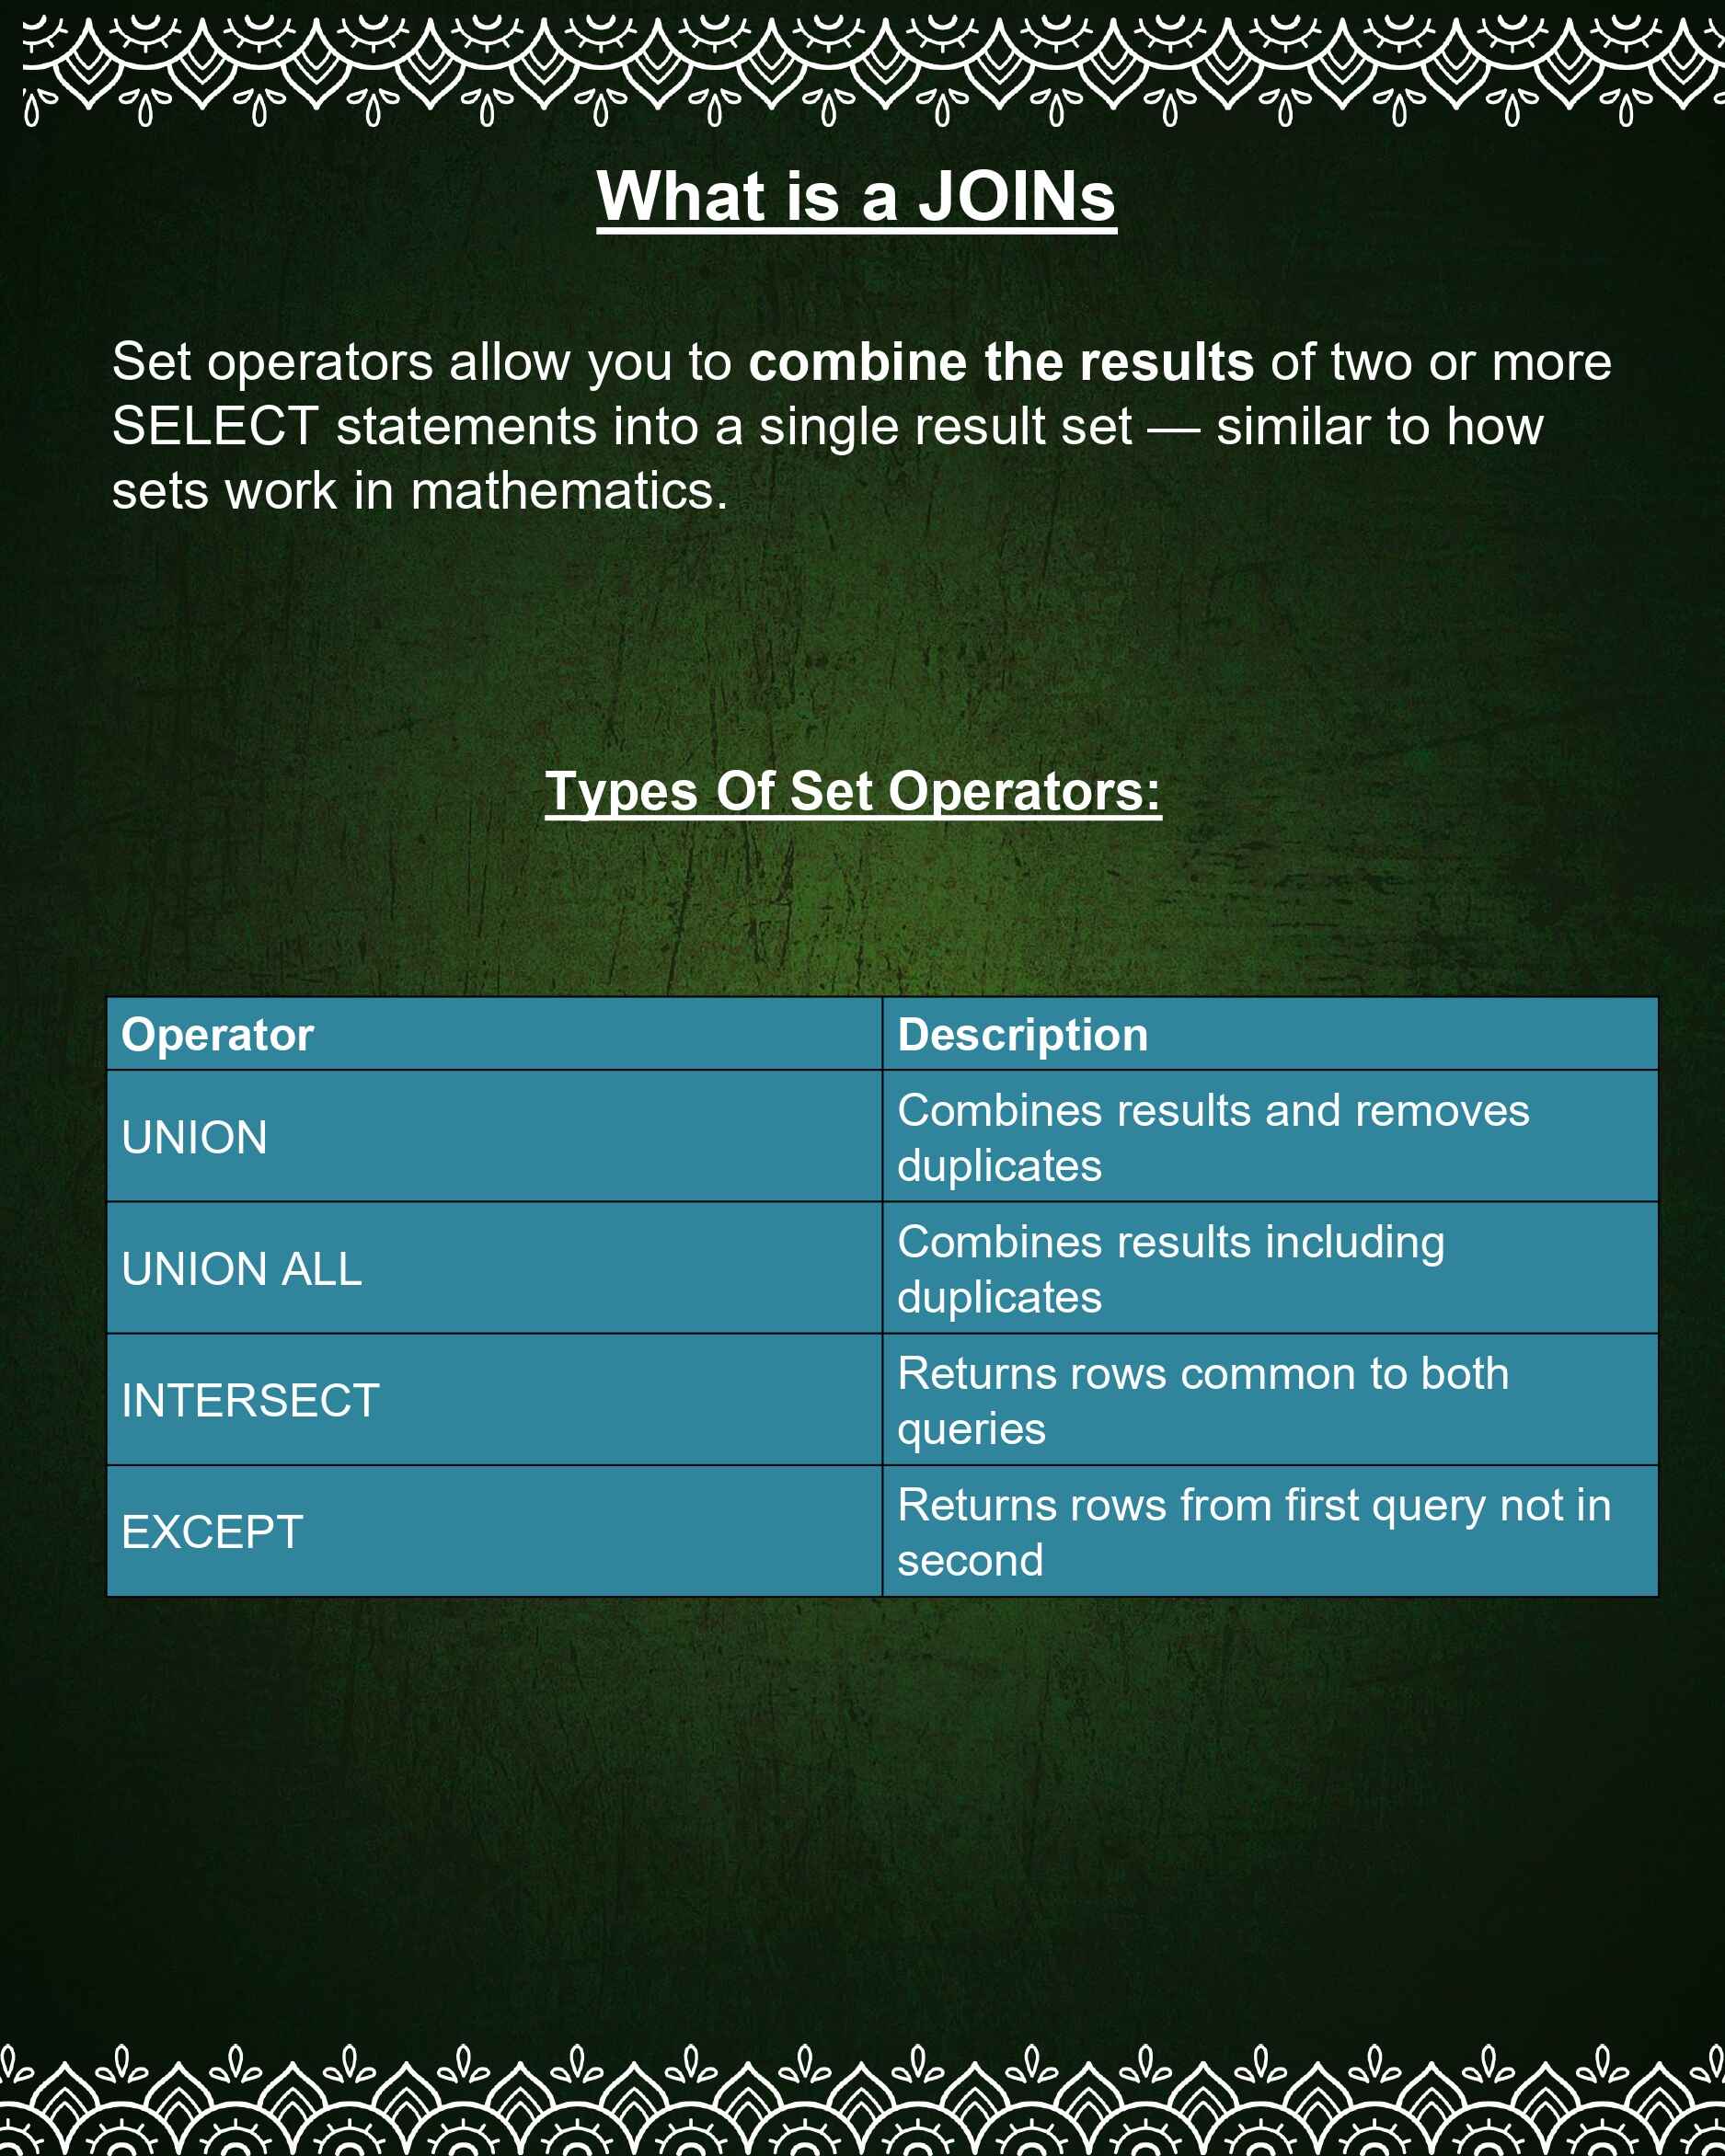 What is a JOINs
Set operators allow you to combine the results of two or more
SELECT statements into a single result set — similar to how
sets work in mathematics.
Types Of Set Operators:
Operator
Description
UNION
Combines results and removes
duplicates
UNION ALL
Combines results including
duplicates
INTERSECT
Returns rows common to both
queries
EXCEPT
Returns rows from first query not in
second